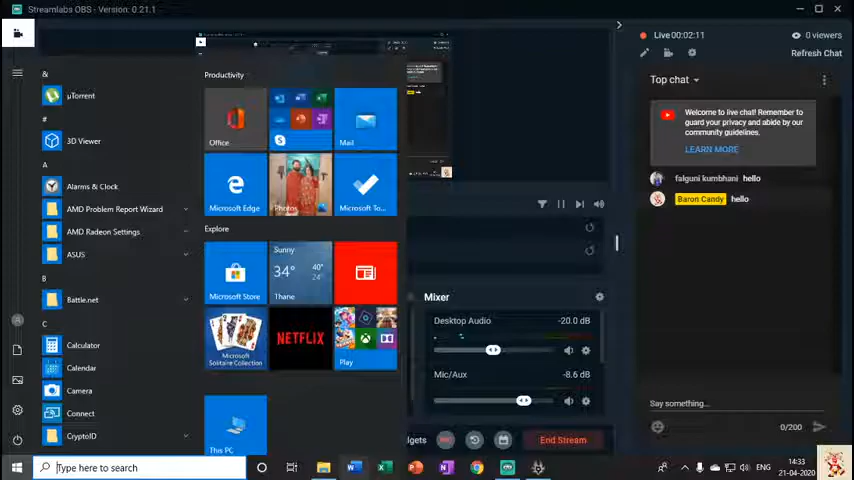 Streamlabs OBS - Version: 0.21.1
Live 00:02:11
0 viewers
Refresh Chat
Top chat
Welcome to live chat! Remember to
guard your privacy and abide by our
community guidelines.
LEARN MORE
falguni kumbhani hello
Baron Candy hello
Say something...
0/200
&
µTorrent
#
3D Viewer
A
Alarms & Clock
AMD Problem Report Wizard
AMD Radeon Settings
ASUS
B
Battle.net
C
Calculator
Calendar
Camera
Connect
CryptoID
Productivity
Office
Mail
Microsoft Edge
Photos
Microsoft To...
Explore
Microsoft Store
Sunny
34° 40°
24°
Thane
Microsoft
Solitaire Collection
NETFLIX
Play
This PC
Mixer
Desktop Audio -20.0 dB
Mic/Aux -8.6 dB
dgets
REC
End Stream
Type here to search
ENG
14:33
21-04-2020